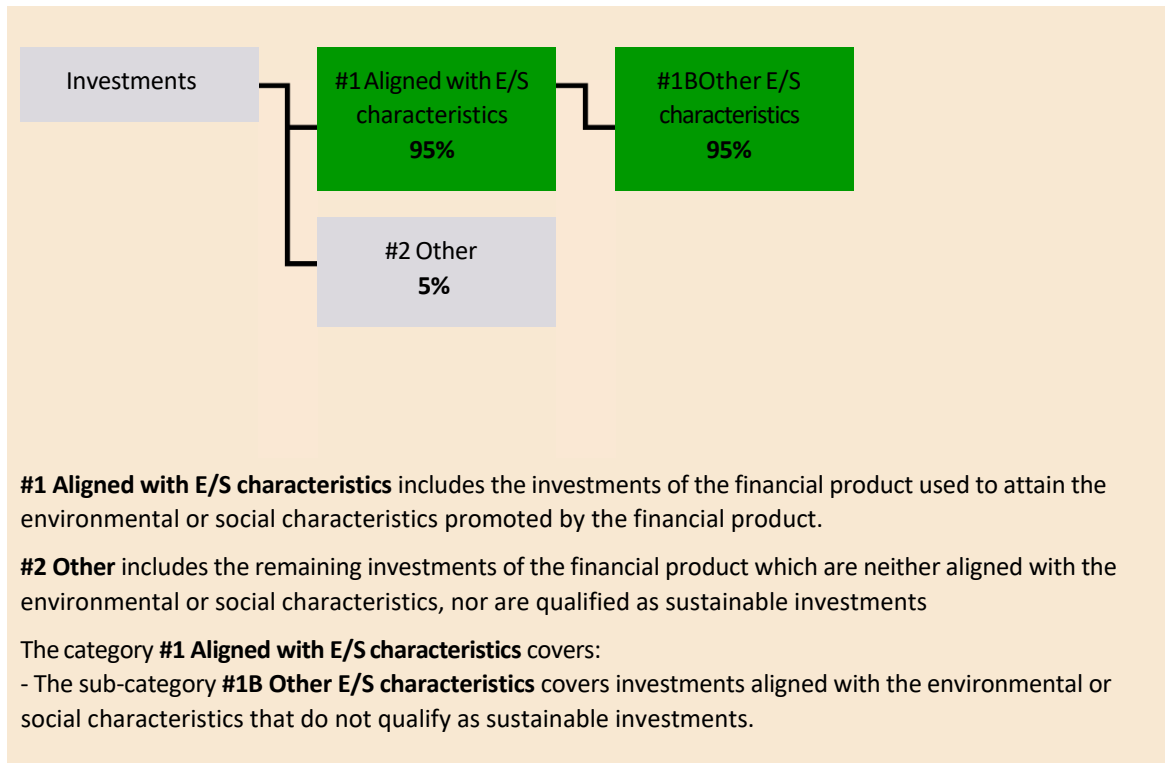 Investments
#1 Aligned with E/S
characteristics
95%
#1BOther E/S
characteristics
95%
#2 Other
5%
#1 Aligned with E/S characteristics includes the investments of the financial product used to attain the
environmental or social characteristics promoted by the financial product.
#2 Other includes the remaining investments of the financial product which are neither aligned with the
environmental or social characteristics, nor are qualified as sustainable investments
The category #1 Aligned with E/S characteristics covers:
- The sub-category #1B Other E/S characteristics covers investments aligned with the environmental or
social characteristics that do not qualify as sustainable investments.